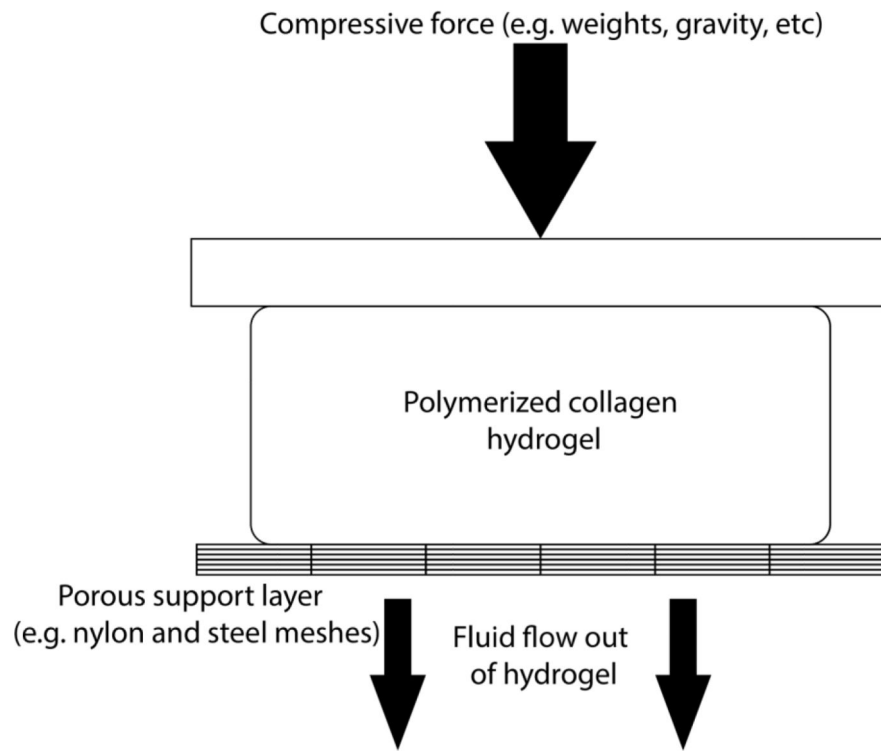 Compressive force (e.g. weights, gravity, etc)
Polymerized collagen
hydrogel
Porous support layer
(e.g. nylon and steel meshes)
Fluid flow out
of hydrogel